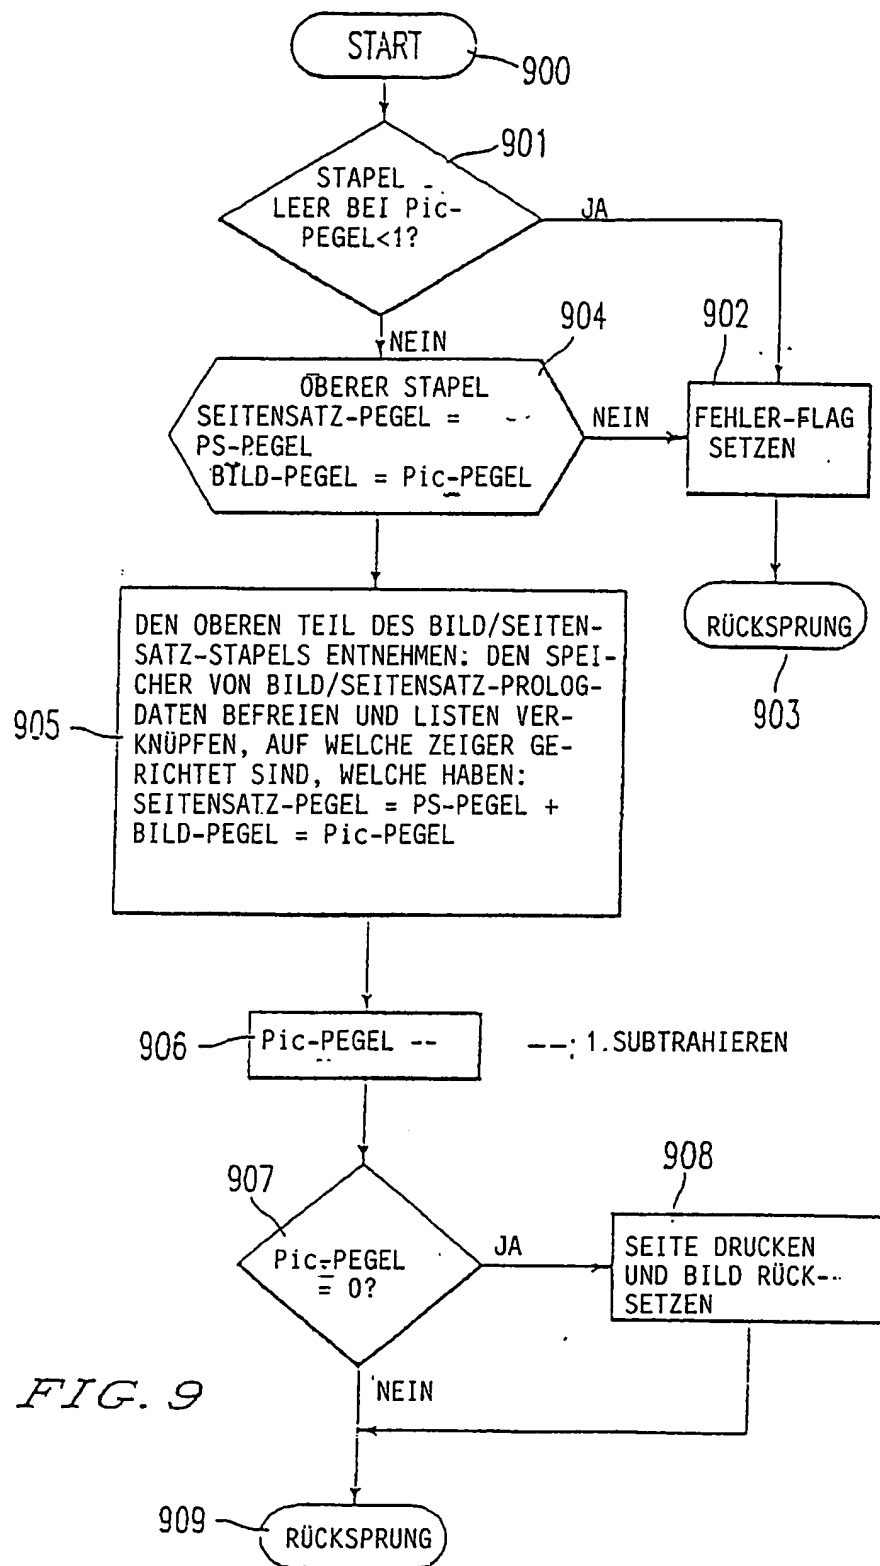 START
900
901
STAPEL
LEER BEI Pic-
PEGEL<1?
JA
NEIN
904
902
OBERER STAPEL
SEITENSATZ-PEGEL =
PS-PEGEL
BILD-PEGEL = Pic-PEGEL
NEIN
FEHLER-FLAG
SETZEN
RÜCKSPRUNG
903
905
DEN OBEREN TEIL DES BILD/SEITEN-
SATZ-STAPELS ENTNEHMEN: DEN SPEI-
CHER VON BILD/SEITENSATZ-PROLOG-
DATEN BEFREIEN UND LISTEN VER-
KNÜPFEN, AUF WELCHE ZEIGER GE-
RICHTET SIND, WELCHE HABEN:
SEITENSATZ-PEGEL = PS-PEGEL +
BILD-PEGEL = Pic-PEGEL
906
Pic-PEGEL --
--: 1.SUBTRAHIEREN
907
Pic-PEGEL
= 0?
JA
908
SEITE DRUCKEN
UND BILD RÜCK-
SETZEN
NEIN
FIG. 9
909
RÜCKSPRUNG